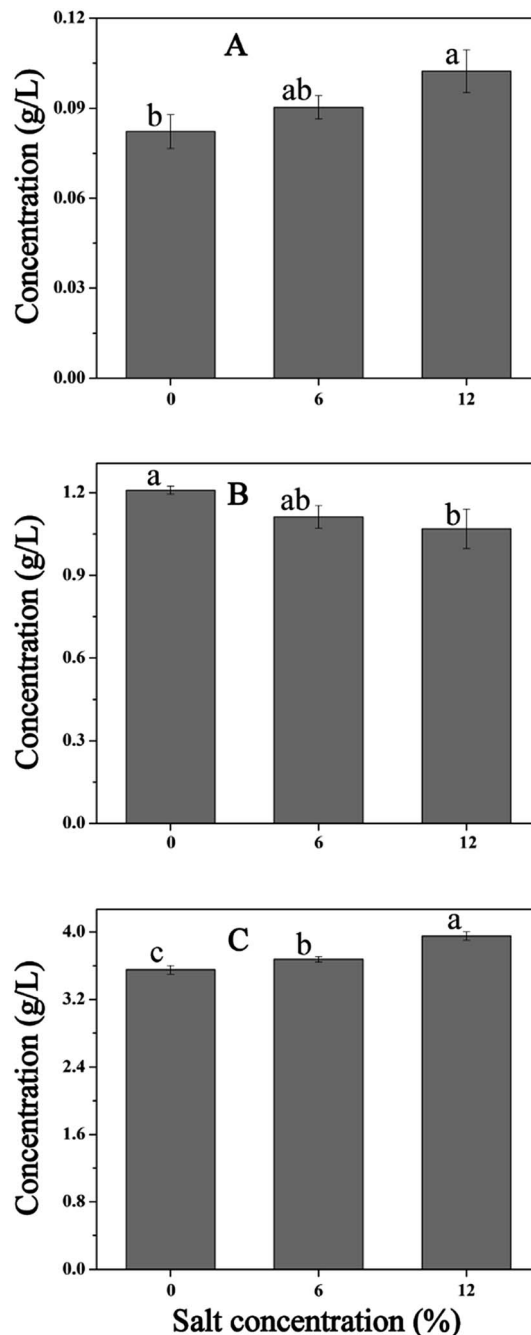 0.12
A
a
ab
b
0.09
0.06
0.03
0.00
Concentration (g/L)
0
6
12
1.2
a
B
ab
b
0.9
0.6
0.3
0.0
Concentration (g/L)
0
6
12
4.0
c
C
b
a
3.2
2.4
1.6
0.8
0.0
Concentration (g/L)
0
6
12
Salt concentration (%)